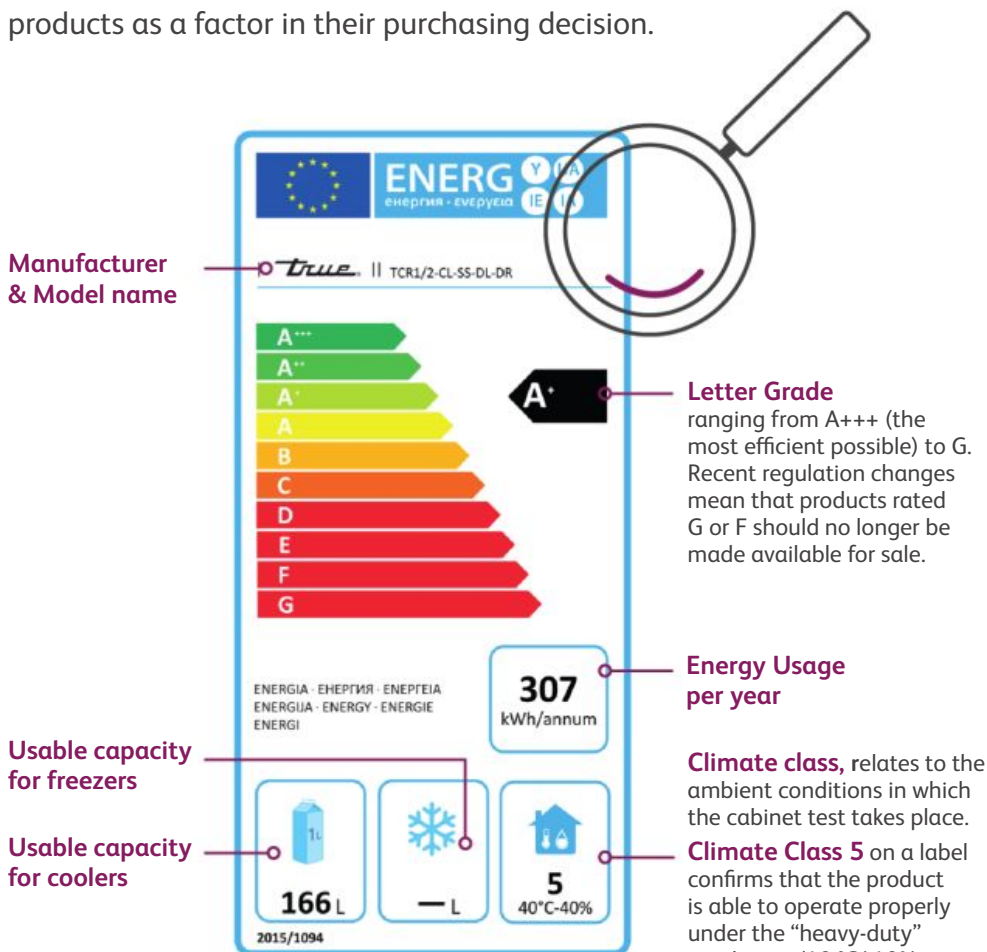 products as a factor in their purchasing decision.
ENERG Y IJA
енергия · ενεργεια IE IA
Manufacturer
& Model name
true. || TCR1/2-CL-SS-DL-DR
A+++
A++
A+
A
B
C
D
E
F
G
A+
Letter Grade
ranging from A+++ (the
most efficient possible) to G.
Recent regulation changes
mean that products rated
G or F should no longer be
made available for sale.
ENERGIA · ЕНЕРГИЯ · ΕΝΕΡΓΕΙΑ
ENERGIJA · ENERGY · ENERGIE
ENERGI
307
kWh/annum
Energy Usage
per year
Usable capacity
for freezers
Usable capacity
for coolers
1L
166 L
— L
5
40°C-40%
2015/1094
Climate class, relates to the
ambient conditions in which
the cabinet test takes place.
Climate Class 5 on a label
confirms that the product
is able to operate properly
under the “heavy-duty”